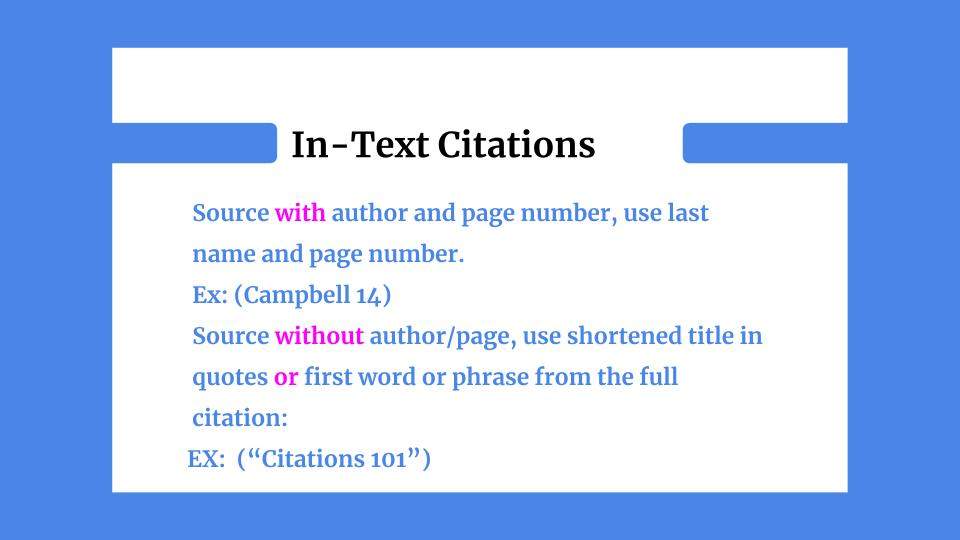 In-Text Citations
Source with author and page number, use last
name and page number.
Ex: (Campbell 14)
Source without author/page, use shortened title in
quotes or first word or phrase from the full
citation:
EX:  (“Citations 101”)